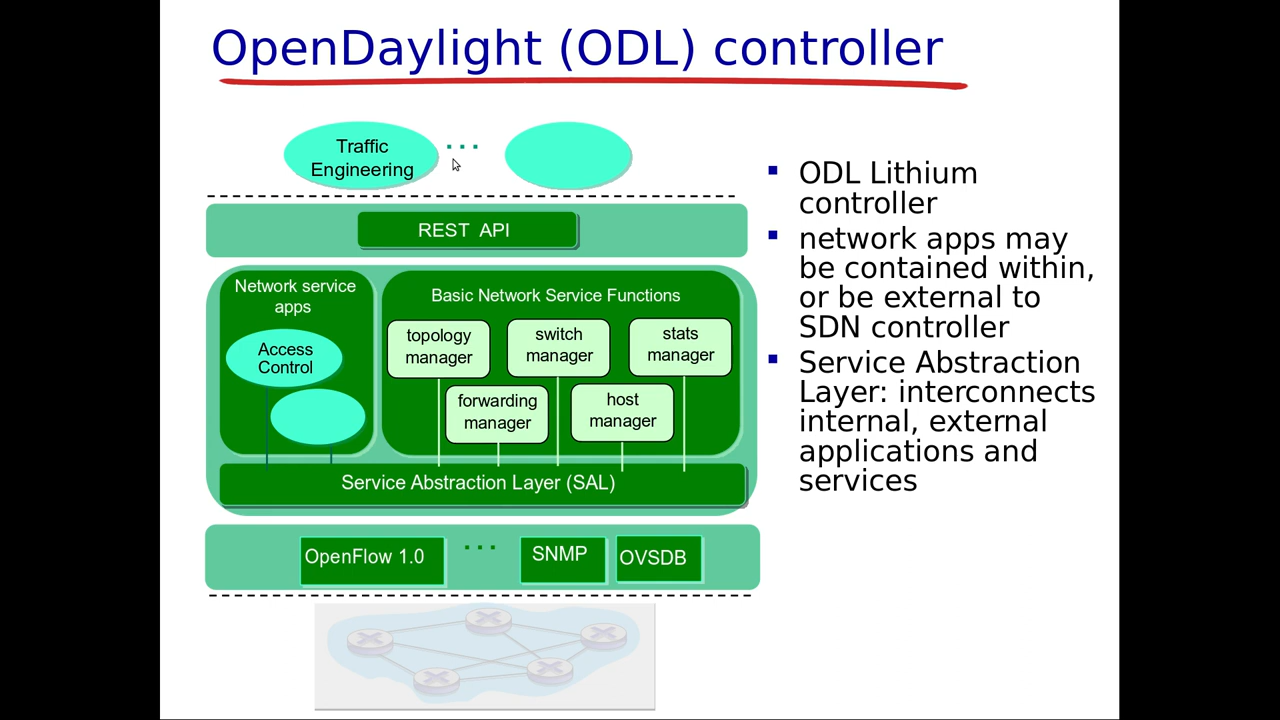 OpenDaylight (ODL) controller
Traffic
Engineering
...
REST API
Network service
apps
Access
Control
Basic Network Service Functions
topology
manager
switch
manager
stats
manager
forwarding
manager
host
manager
Service Abstraction Layer (SAL)
OpenFlow 1.0
...
SNMP
OVSDB
▪ ODL Lithium
controller
▪ network apps may
be contained within,
or be external to
SDN controller
▪ Service Abstraction
Layer: interconnects
internal, external
applications and
services